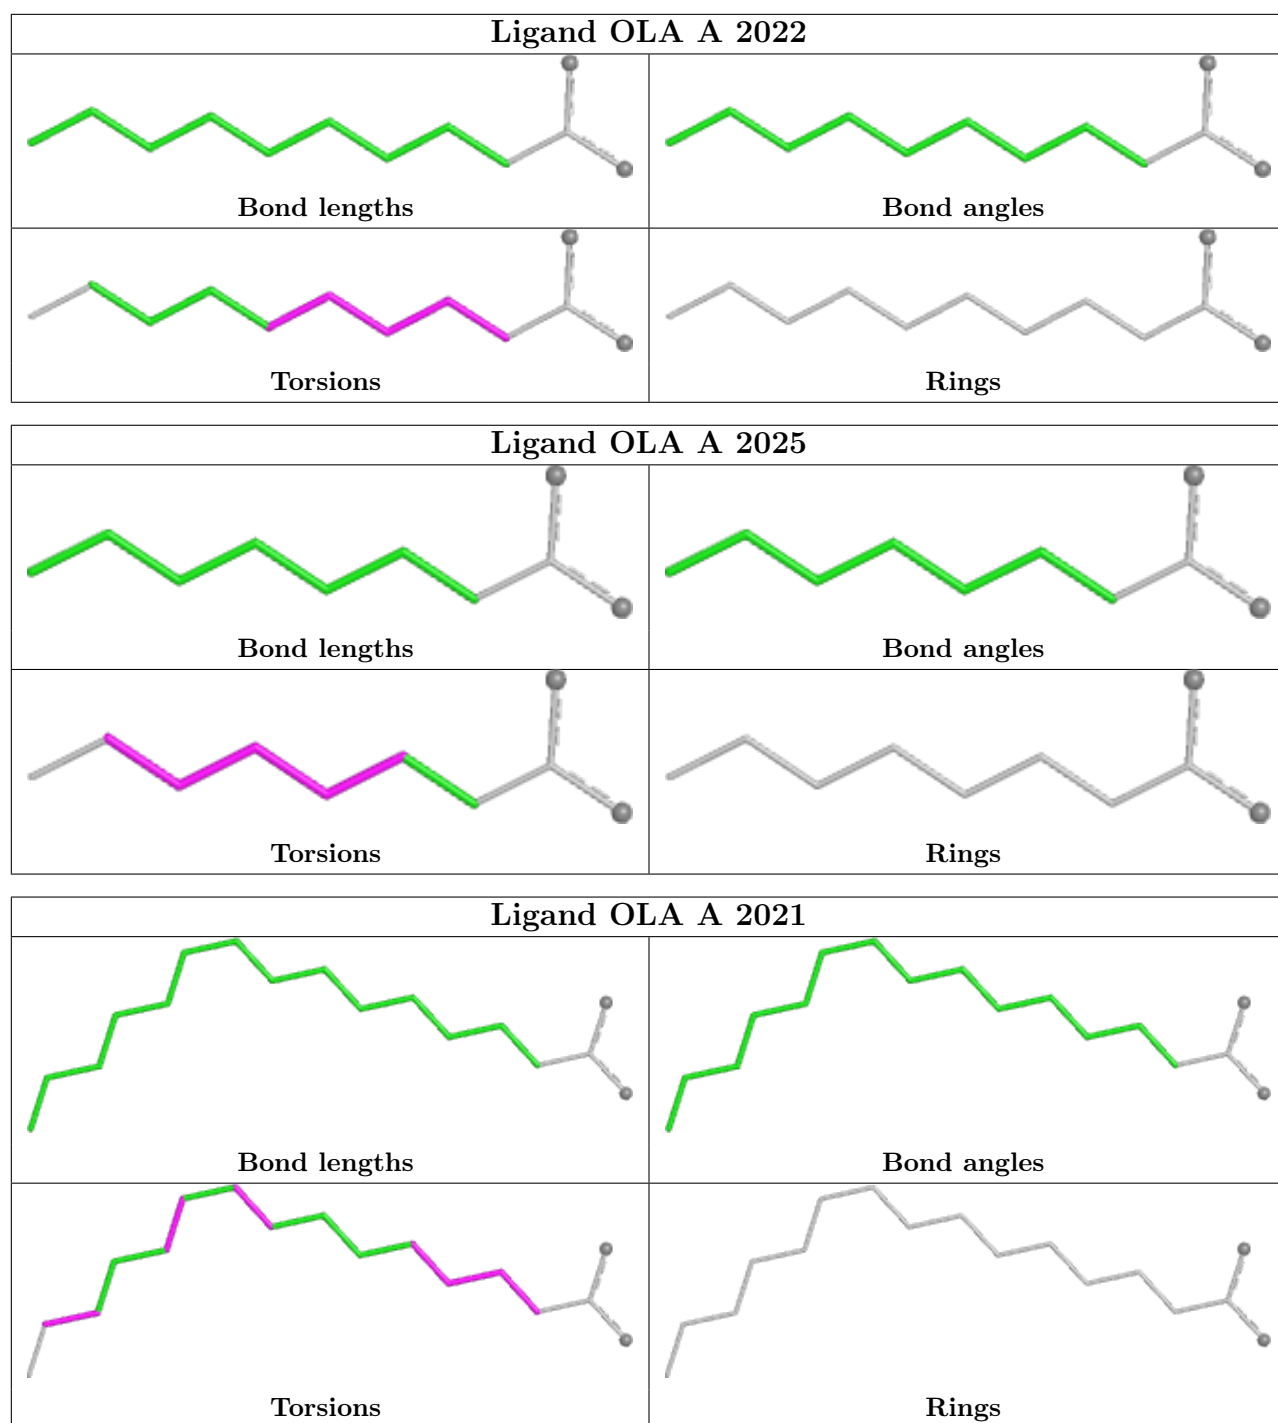 Ligand OLA A 2022
Bond lengths
Bond angles
Torsions
Rings
Ligand OLA A 2025
Bond lengths
Bond angles
Torsions
Rings
Ligand OLA A 2021
Bond lengths
Bond angles
Torsions
Rings